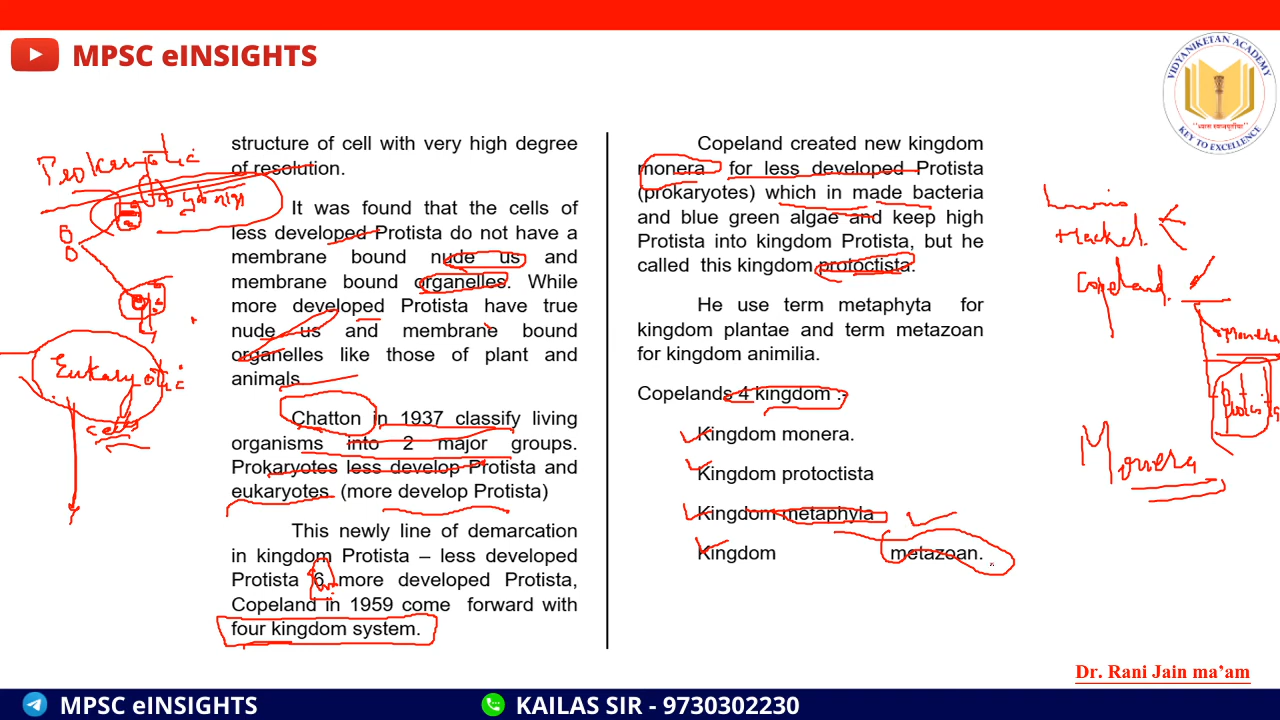 MPSC eINSIGHTS
VIDYANIKETAN ACADEMY
KEY TO EXCELLENCE
structure of cell with very high degree
of resolution.
It was found that the cells of
less developed Protista do not have a
membrane bound nude us and
membrane bound organelles. While
more developed Protista have true
nude us and membrane bound
organelles like those of plant and
animals
Chatton in 1937 classify living
organisms into 2 major groups.
Prokaryotes less develop Protista and
eukaryotes (more develop Protista)
This newly line of demarcation
in kingdom Protista – less developed
Protista 6 more developed Protista,
Copeland in 1959 come forward with
four kingdom system.
Prokaryotic
Eukaryotic
cells
Copeland created new kingdom
monera for less developed Protista
(prokaryotes) which in made bacteria
and blue green algae and keep high
Protista into kingdom Protista, but he
called this kingdom protoctista.
He use term metaphyta for
kingdom plantae and term metazoan
for kingdom animilia.
Copelands 4 kingdom :-
Kingdom monera.
Kingdom protoctista
Kingdom metaphyla
Kingdom metazoan.
Hackel.
Copeland.
Monera
Monera
Dr. Rani Jain ma'am
MPSC eINSIGHTS
KAILAS SIR - 9730302230